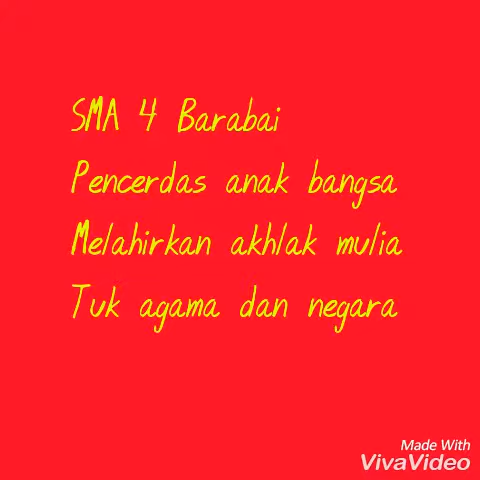 SMA 4 Barabai
Pencerdas anak bangsa
Melahirkan akhlak mulia
Tuk agama dan negara
Made With
VivaVideo